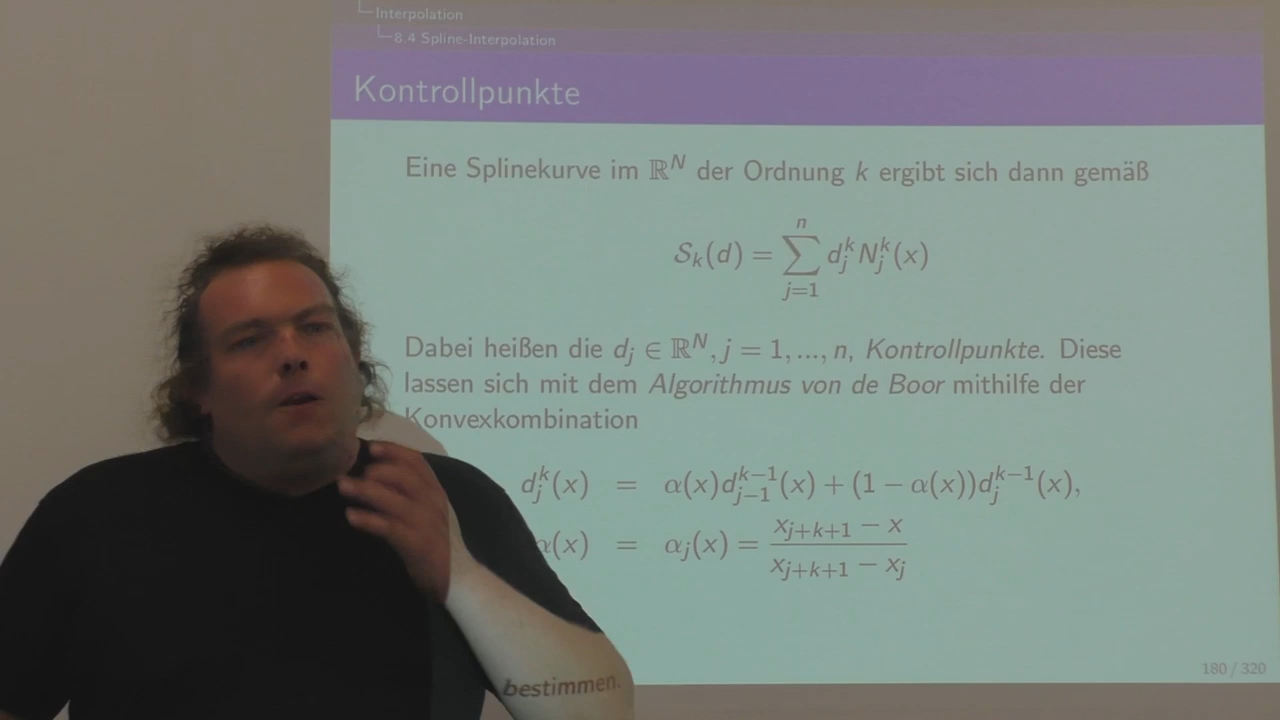 Interpolation
8.4 Spline-Interpolation
Kontrollpunkte
Eine Splinekurve im ℝ^N der Ordnung k ergibt sich dann gemäß
𝒮_k(d) = ∑_{j=1}^{n} d_j^k N_j^k(x)
Dabei heißen die d_j ∈ ℝ^N, j = 1, ..., n, Kontrollpunkte. Diese
lassen sich mit dem Algorithmus von de Boor mithilfe der
Konvexkombination
d_j^k(x) = α(x)d_{j−1}^{k−1}(x) + (1 − α(x))d_j^{k−1}(x),
α(x) = α_j(x) = \frac{x_{j+k+1} − x}{x_{j+k+1} − x_j}
bestimmen.
180 / 320